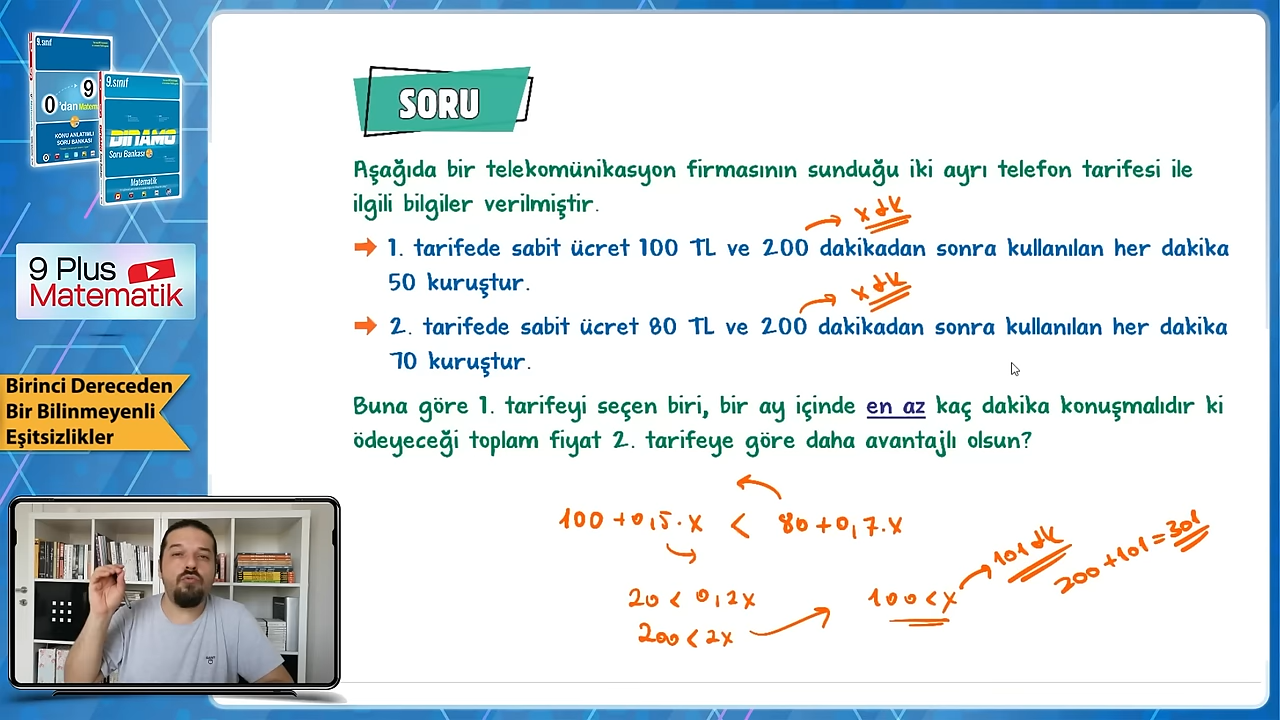 9.sınıf
0'dan 9
Matematik
KONU ANLATIMLI
SORU BANKASI
9.sınıf
DİNAMO
Soru Bankası
Matematik
9 Plus
Matematik
Birinci Dereceden
Bir Bilinmeyenli
Eşitsizlikler
SORU
Aşağıda bir telekomünikasyon firmasının sunduğu iki ayrı telefon tarifesi ile
ilgili bilgiler verilmiştir.
x dk
→ 1. tarifede sabit ücret 100 TL ve 200 dakikadan sonra kullanılan her dakika
50 kuruştur.
x dk
→ 2. tarifede sabit ücret 80 TL ve 200 dakikadan sonra kullanılan her dakika
70 kuruştur.
Buna göre 1. tarifeyi seçen biri, bir ay içinde en az kaç dakika konuşmalıdır ki
ödeyeceği toplam fiyat 2. tarifeye göre daha avantajlı olsun?
100 + 0,5.x < 80 + 0,7.x
20 < 0,2x
200 < 2x
100 < x
101 dk
200 + 101 = 301